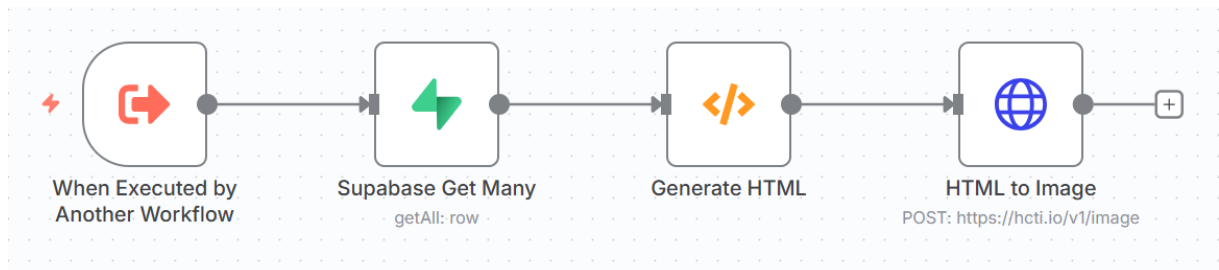 When Executed by
Another Workflow
Supabase Get Many
getAll: row
Generate HTML
HTML to Image
POST: https://hcti.io/v1/image